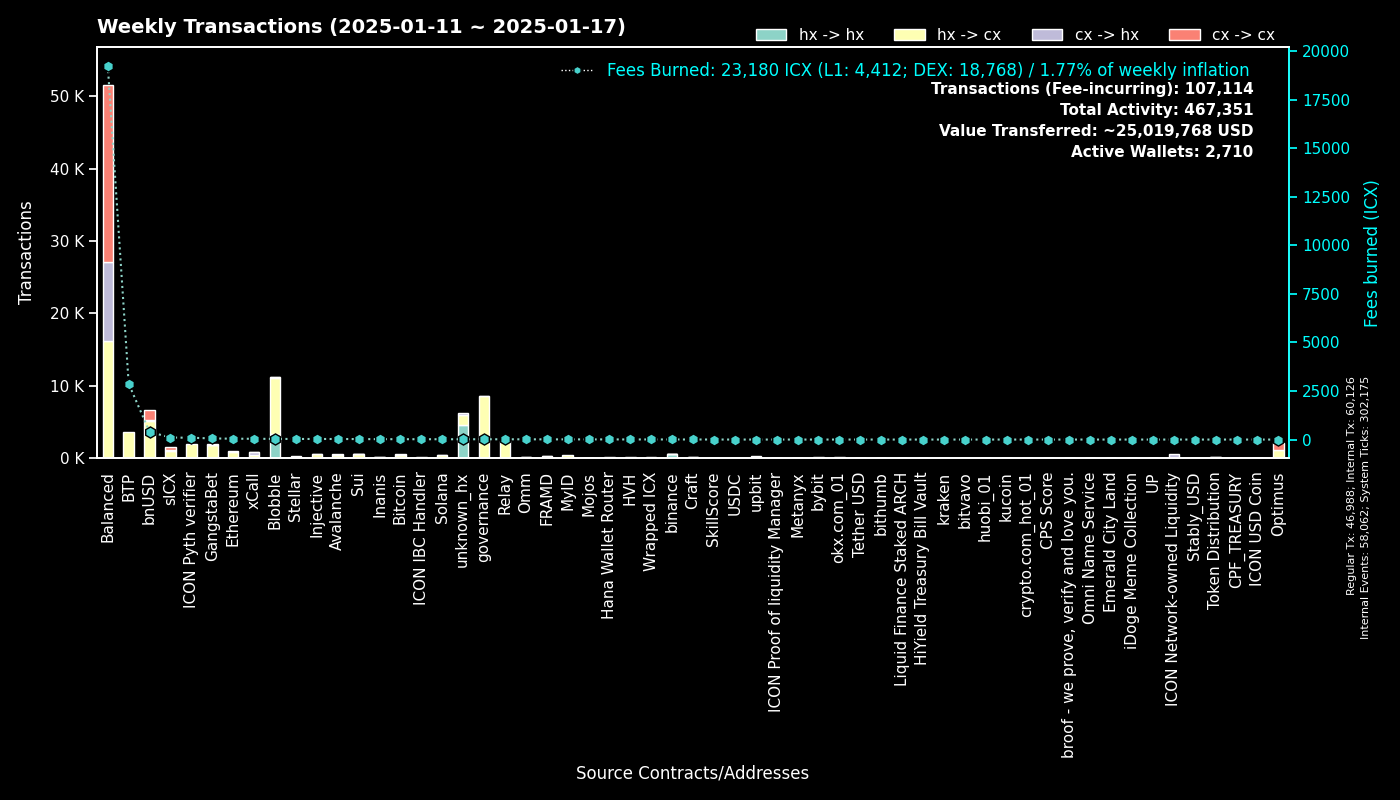 Weekly Transactions (2025-01-11 ~ 2025-01-17)
hx -> hx
hx -> cx
cx -> hx
cx -> cx
Fees Burned: 23,180 ICX (L1: 4,412; DEX: 18,768) / 1.77% of weekly inflation
Transactions (Fee-incurring): 107,114
Total Activity: 467,351
Value Transferred: ~25,019,768 USD
Active Wallets: 2,710
Transactions
50 K
40 K
30 K
20 K
10 K
0 K
20000
17500
15000
12500
10000
7500
5000
2500
0
Fees burned (ICX)
Regular Tx: 46,988; Internal Tx: 60,126
Internal Events: 58,062; System Ticks: 302,175
Balanced
BTP
bnUSD
sICX
ICON Pyth verifier
GangstaBet
Ethereum
xCall
Blobble
Stellar
Injective
Avalanche
Sui
Inanis
Bitcoin
ICON IBC Handler
Solana
unknown_hx
governance
Relay
Omm
FRAMD
MyID
Mojos
Hana Wallet Router
HVH
Wrapped ICX
binance
Craft
SkillScore
USDC
upbit
ICON Proof of liquidity Manager
Metanyx
bybit
okx.com_01
Tether USD
bithumb
Liquid Finance Staked ARCH
HiYield Treasury Bill Vault
kraken
bitvavo
huobi_01
kucoin
crypto.com_hot_01
CPS Score
broof - we prove, verify and love you.
Omni Name Service
Emerald City Land
iDoge Meme Collection
UP
ICON Network-owned Liquidity
Stably_USD
Token Distribution
CPF_TREASURY
ICON USD Coin
Optimus
Source Contracts/Addresses